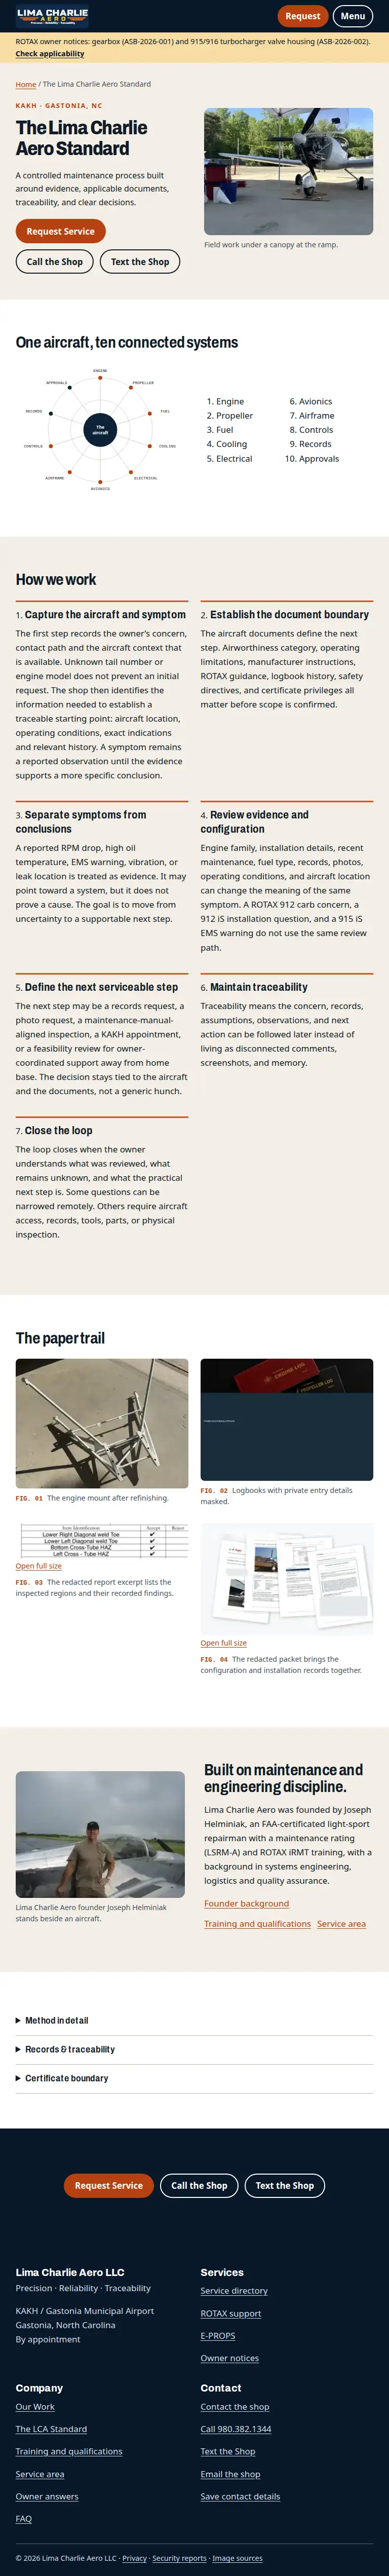 LIMA CHARLIE
AERO
Precision · Reliability · Traceability
Request
Menu
ROTAX owner notices: gearbox (ASB-2026-001) and 915/916 turbocharger valve housing (ASB-2026-002).
Check applicability
Home / The Lima Charlie Aero Standard
KAKH · GASTONIA, NC
The Lima Charlie
Aero Standard
A controlled maintenance process built
around evidence, applicable documents,
traceability, and clear decisions.
Request Service
Call the Shop
Text the Shop
Field work under a canopy at the ramp.
One aircraft, ten connected systems
ENGINE
PROPELLER
FUEL
COOLING
ELECTRICAL
AVIONICS
AIRFRAME
CONTROLS
RECORDS
APPROVALS
The
aircraft
1. Engine
2. Propeller
3. Fuel
4. Cooling
5. Electrical
6. Avionics
7. Airframe
8. Controls
9. Records
10. Approvals
How we work
1. Capture the aircraft and symptom
The first step records the owner's concern,
contact path and the aircraft context that
is available. Unknown tail number or
engine model does not prevent an initial
request. The shop then identifies the
information needed to establish a
traceable starting point: aircraft location,
operating conditions, exact indications
and relevant history. A symptom remains
a reported observation until the evidence
supports a more specific conclusion.
2. Establish the document boundary
The aircraft documents define the next
step. Airworthiness category, operating
limitations, manufacturer instructions,
ROTAX guidance, logbook history, safety
directives, and certificate privileges all
matter before scope is confirmed.
3. Separate symptoms from
conclusions
A reported RPM drop, high oil
temperature, EMS warning, vibration, or
leak location is treated as evidence. It may
point toward a system, but it does not
prove a cause. The goal is to move from
uncertainty to a supportable next step.
4. Review evidence and
configuration
Engine family, installation details, recent
maintenance, fuel type, records, photos,
operating conditions, and aircraft location
can change the meaning of the same
symptom. A ROTAX 912 carb concern, a
912 iS installation question, and a 915 iS
EMS warning do not use the same review
path.
5. Define the next serviceable step
The next step may be a records request, a
photo request, a maintenance-manual-
aligned inspection, a KAKH appointment,
or a feasibility review for owner-
coordinated support away from home
base. The decision stays tied to the aircraft
and the documents, not a generic hunch.
6. Maintain traceability
Traceability means the concern, records,
assumptions, observations, and next
action can be followed later instead of
living as disconnected comments,
screenshots, and memory.
7. Close the loop
The loop closes when the owner
understands what was reviewed, what
remains unknown, and what the practical
next step is. Some questions can be
narrowed remotely. Others require aircraft
access, records, tools, parts, or physical
inspection.
The paper trail
FIG. 01 The engine mount after refinishing.
ENGINE LOG
PROPELLER LOG
FIG. 02 Logbooks with private entry details
masked.
Item Identification Accept Reject
Lower Right Diagonal weld Toe ✔
Bottom Diagonal weld Toe ✔
Bottom Cross-Tube HAZ ✔
Left Cross - Tube HAZ ✔
Open full size
FIG. 03 The redacted report excerpt lists the
inspected regions and their recorded findings.
Open full size
FIG. 04 The redacted packet brings the
configuration and installation records together.
Lima Charlie Aero founder Joseph Helminiak
stands beside an aircraft.
Built on maintenance and
engineering discipline.
Lima Charlie Aero was founded by Joseph
Helminiak, an FAA-certificated light-sport
repairman with a maintenance rating
(LSRM-A) and ROTAX iRMT training, with a
background in systems engineering,
logistics and quality assurance.
Founder background
Training and qualifications Service area
Method in detail
Records & traceability
Certificate boundary
Request Service
Call the Shop
Text the Shop
Lima Charlie Aero LLC
Precision · Reliability · Traceability
KAKH / Gastonia Municipal Airport
Gastonia, North Carolina
By appointment
Services
Service directory
ROTAX support
E-PROPS
Owner notices
Company
Our Work
The LCA Standard
Training and qualifications
Service area
Owner answers
FAQ
Contact
Contact the shop
Call 980.382.1344
Text the Shop
Email the shop
Save contact details
© 2026 Lima Charlie Aero LLC · Privacy · Security reports · Image sources